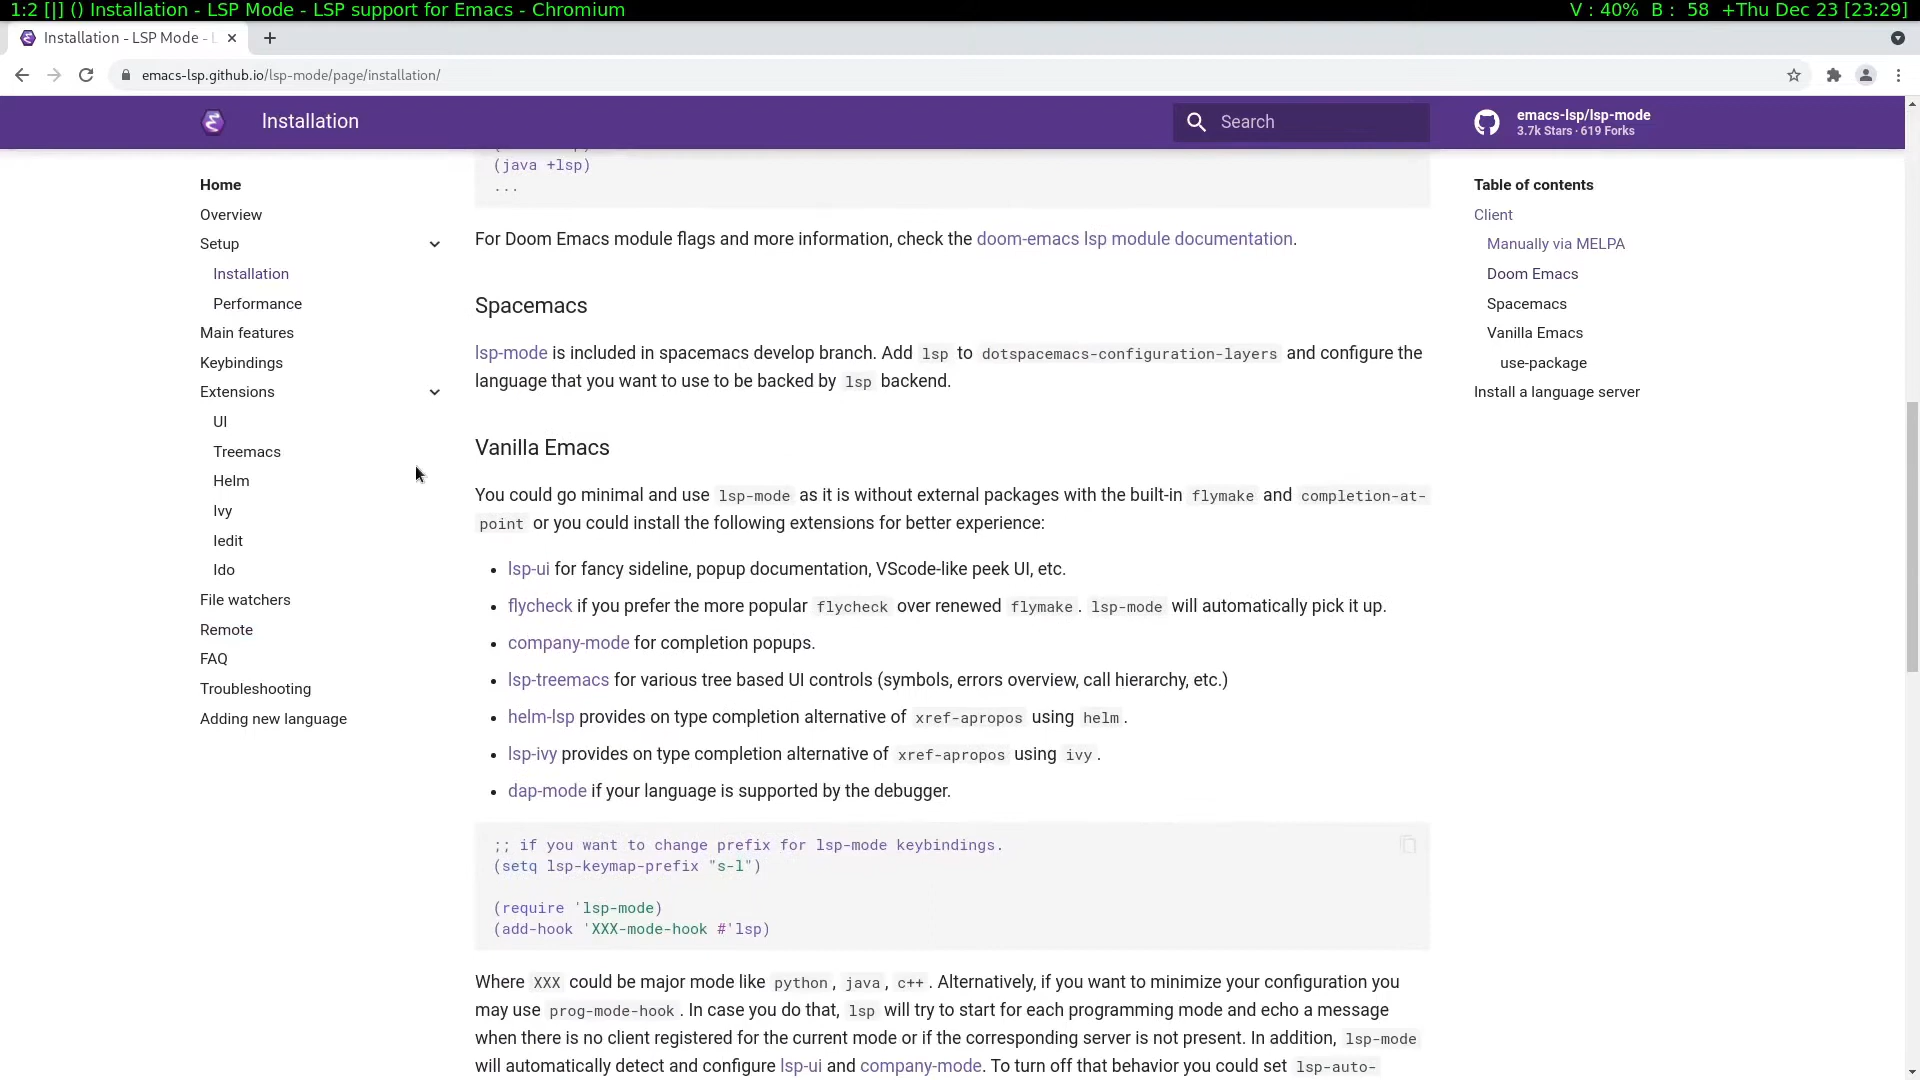 1:2 [|] () Installation - LSP Mode - LSP support for Emacs - Chromium
V : 40% B : 58 +Thu Dec 23 [23:29]
Installation - LSP Mode -
emacs-lsp.github.io/lsp-mode/page/installation/
Installation
Search
emacs-lsp/lsp-mode
3.7k Stars · 619 Forks
Home
Overview
Setup
Installation
Performance
Main features
Keybindings
Extensions
UI
Treemacs
Helm
Ivy
Iedit
Ido
File watchers
Remote
FAQ
Troubleshooting
Adding new language
(java +lsp)
...
For Doom Emacs module flags and more information, check the doom-emacs lsp module documentation.
Spacemacs
lsp-mode is included in spacemacs develop branch. Add lsp to dotspacemacs-configuration-layers and configure the
language that you want to use to be backed by lsp backend.
Vanilla Emacs
You could go minimal and use lsp-mode as it is without external packages with the built-in flymake and completion-at-
point or you could install the following extensions for better experience:
• lsp-ui for fancy sideline, popup documentation, VScode-like peek UI, etc.
• flycheck if you prefer the more popular flycheck over renewed flymake. lsp-mode will automatically pick it up.
• company-mode for completion popups.
• lsp-treemacs for various tree based UI controls (symbols, errors overview, call hierarchy, etc.)
• helm-lsp provides on type completion alternative of xref-apropos using helm.
• lsp-ivy provides on type completion alternative of xref-apropos using ivy.
• dap-mode if your language is supported by the debugger.
;; if you want to change prefix for lsp-mode keybindings.
(setq lsp-keymap-prefix "s-l")
(require 'lsp-mode)
(add-hook 'XXX-mode-hook #'lsp)
Where XXX could be major mode like python, java, c++. Alternatively, if you want to minimize your configuration you
may use prog-mode-hook. In case you do that, lsp will try to start for each programming mode and echo a message
when there is no client registered for the current mode or if the corresponding server is not present. In addition, lsp-mode
will automatically detect and configure lsp-ui and company-mode. To turn off that behavior you could set lsp-auto-
Table of contents
Client
Manually via MELPA
Doom Emacs
Spacemacs
Vanilla Emacs
use-package
Install a language server